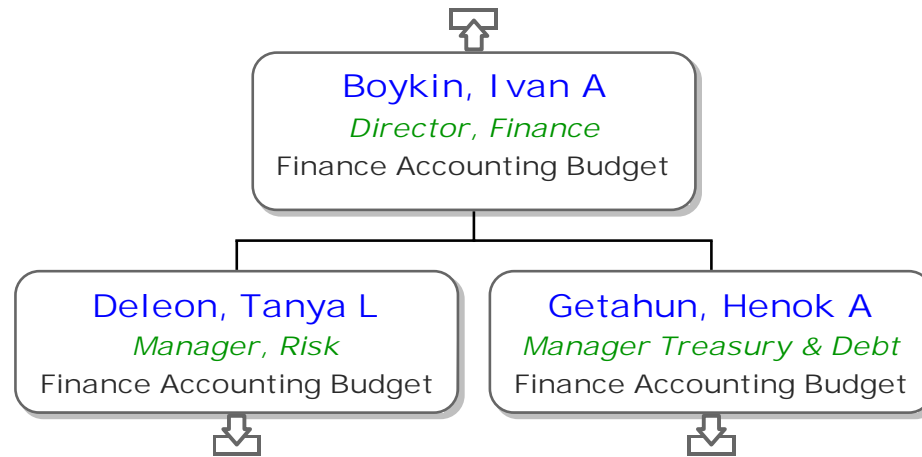 Boykin, Ivan A
Director, Finance
Finance Accounting Budget
Deleon, Tanya L
Manager, Risk
Finance Accounting Budget
Getahun, Henok A
Manager Treasury & Debt
Finance Accounting Budget